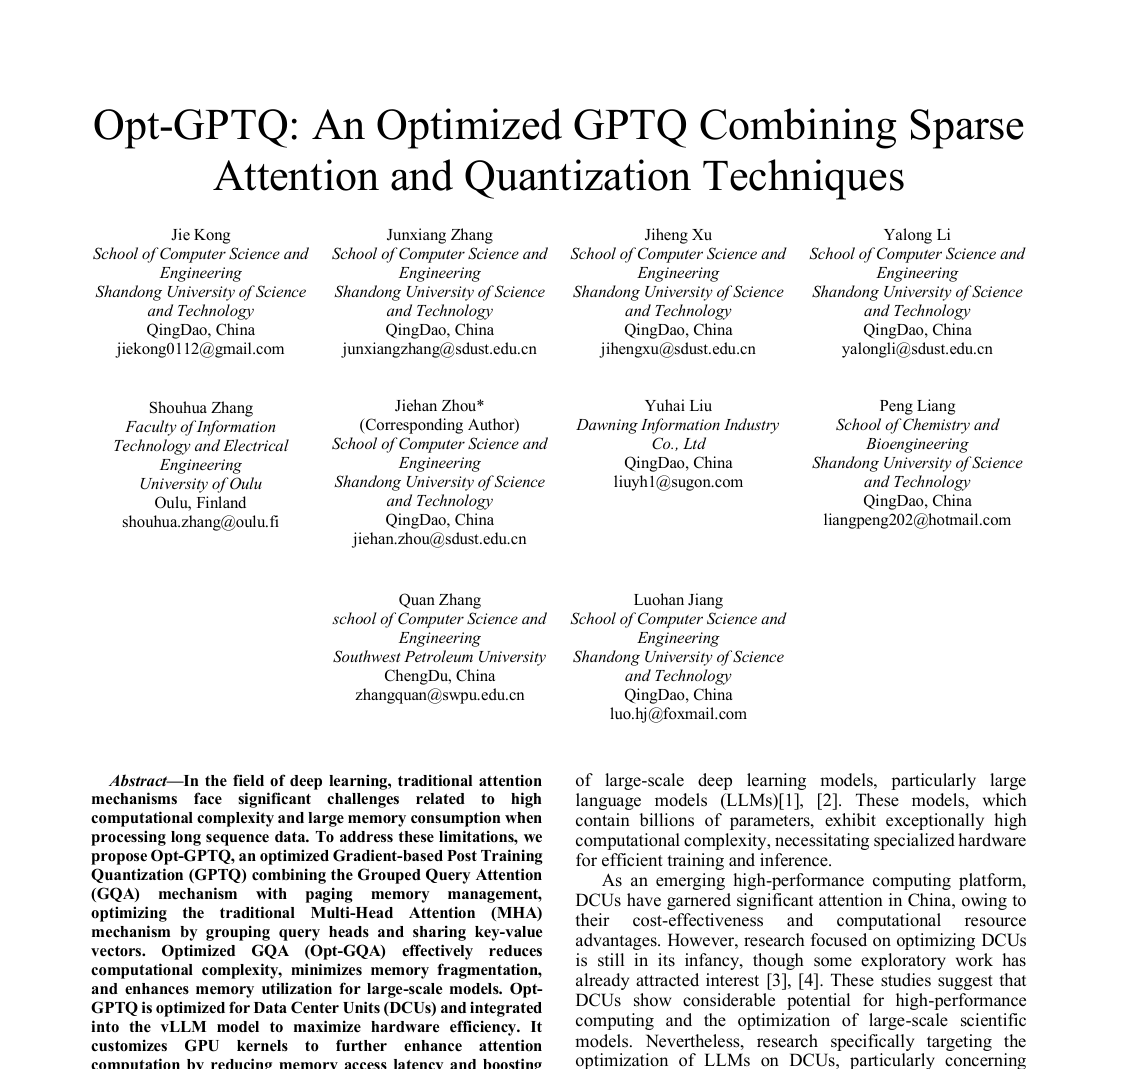 Opt-GPTQ: An Optimized GPTQ Combining Sparse
Attention and Quantization Techniques
Jie Kong
School of Computer Science and
Engineering
Shandong University of Science
and Technology
QingDao, China
jiekong0112@gmail.com
Junxiang Zhang
School of Computer Science and
Engineering
Shandong University of Science
and Technology
QingDao, China
junxiangzhang@sdust.edu.cn
Jiheng Xu
School of Computer Science and
Engineering
Shandong University of Science
and Technology
QingDao, China
jihengxu@sdust.edu.cn
Yalong Li
School of Computer Science and
Engineering
Shandong University of Science
and Technology
QingDao, China
yalongli@sdust.edu.cn
Shouhua Zhang
Faculty of Information
Technology and Electrical
Engineering
University of Oulu
Oulu, Finland
shouhua.zhang@oulu.fi
Jiehan Zhou*
(Corresponding Author)
School of Computer Science and
Engineering
Shandong University of Science
and Technology
QingDao, China
jiehan.zhou@sdust.edu.cn
Yuhai Liu
Dawning Information Industry
Co., Ltd
QingDao, China
liuyh1@sugon.com
Peng Liang
School of Chemistry and
Bioengineering
Shandong University of Science
and Technology
QingDao, China
liangpeng202@hotmail.com
Quan Zhang
school of Computer Science and
Engineering
Southwest Petroleum University
ChengDu, China
zhangquan@swpu.edu.cn
Luohan Jiang
School of Computer Science and
Engineering
Shandong University of Science
and Technology
QingDao, China
luo.hj@foxmail.com
Abstract—In the field of deep learning, traditional attention
mechanisms face significant challenges related to high
computational complexity and large memory consumption when
processing long sequence data. To address these limitations, we
propose Opt-GPTQ, an optimized Gradient-based Post Training
Quantization (GPTQ) combining the Grouped Query Attention
(GQA) mechanism with paging memory management,
optimizing the traditional Multi-Head Attention (MHA)
mechanism by grouping query heads and sharing key-value
vectors. Optimized GQA (Opt-GQA) effectively reduces
computational complexity, minimizes memory fragmentation,
and enhances memory utilization for large-scale models. Opt-
GPTQ is optimized for Data Center Units (DCUs) and integrated
into the vLLM model to maximize hardware efficiency. It
customizes GPU kernels to further enhance attention
computation by reducing memory access latency and boosting
of large-scale deep learning models, particularly large
language models (LLMs)[1], [2]. These models, which
contain billions of parameters, exhibit exceptionally high
computational complexity, necessitating specialized hardware
for efficient training and inference.
As an emerging high-performance computing platform,
DCUs have garnered significant attention in China, owing to
their cost-effectiveness and computational resource
advantages. However, research focused on optimizing DCUs
is still in its infancy, though some exploratory work has
already attracted interest [3], [4]. These studies suggest that
DCUs show considerable potential for high-performance
computing and the optimization of large-scale scientific
models. Nevertheless, research specifically targeting the
optimization of LLMs on DCUs, particularly concerning